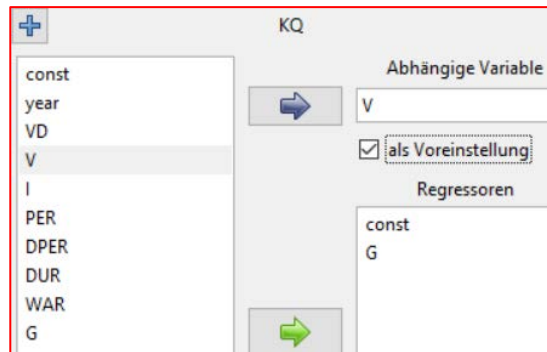 KQ
const
year
VD
V
I
PER
DPER
DUR
WAR
G
Abhängige Variable
V
als Voreinstellung
Regressoren
const
G